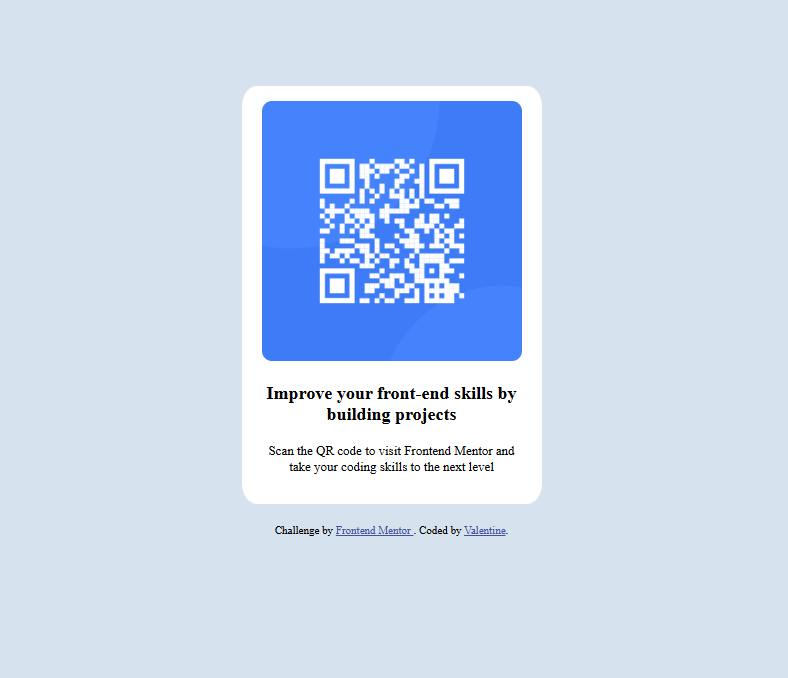 Improve your front-end skills by
building projects
Scan the QR code to visit Frontend Mentor and
take your coding skills to the next level
Challenge by Frontend Mentor . Coded by Valentine.